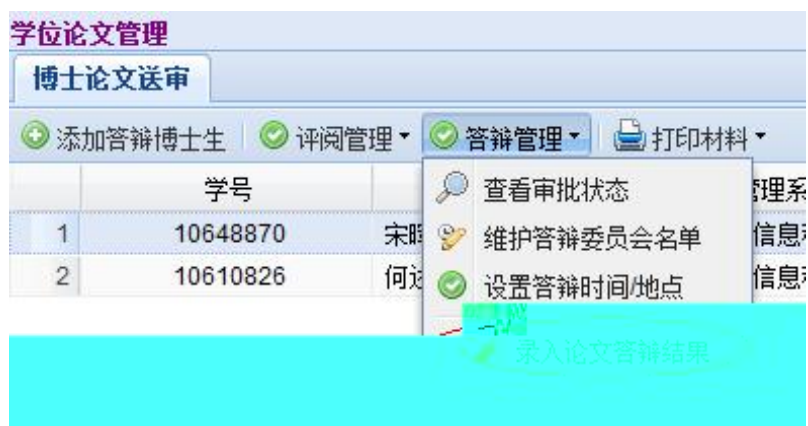 学位论文管理
博士论文送审
添加答辩博士生 评阅管理 答辩管理 打印材料
学号 查看审批状态 管理系
1 10648870 宋 维护答辩委员会名单 信息
2 10610826 何 设置答辩时间/地点 信息
录入论文答辩结果